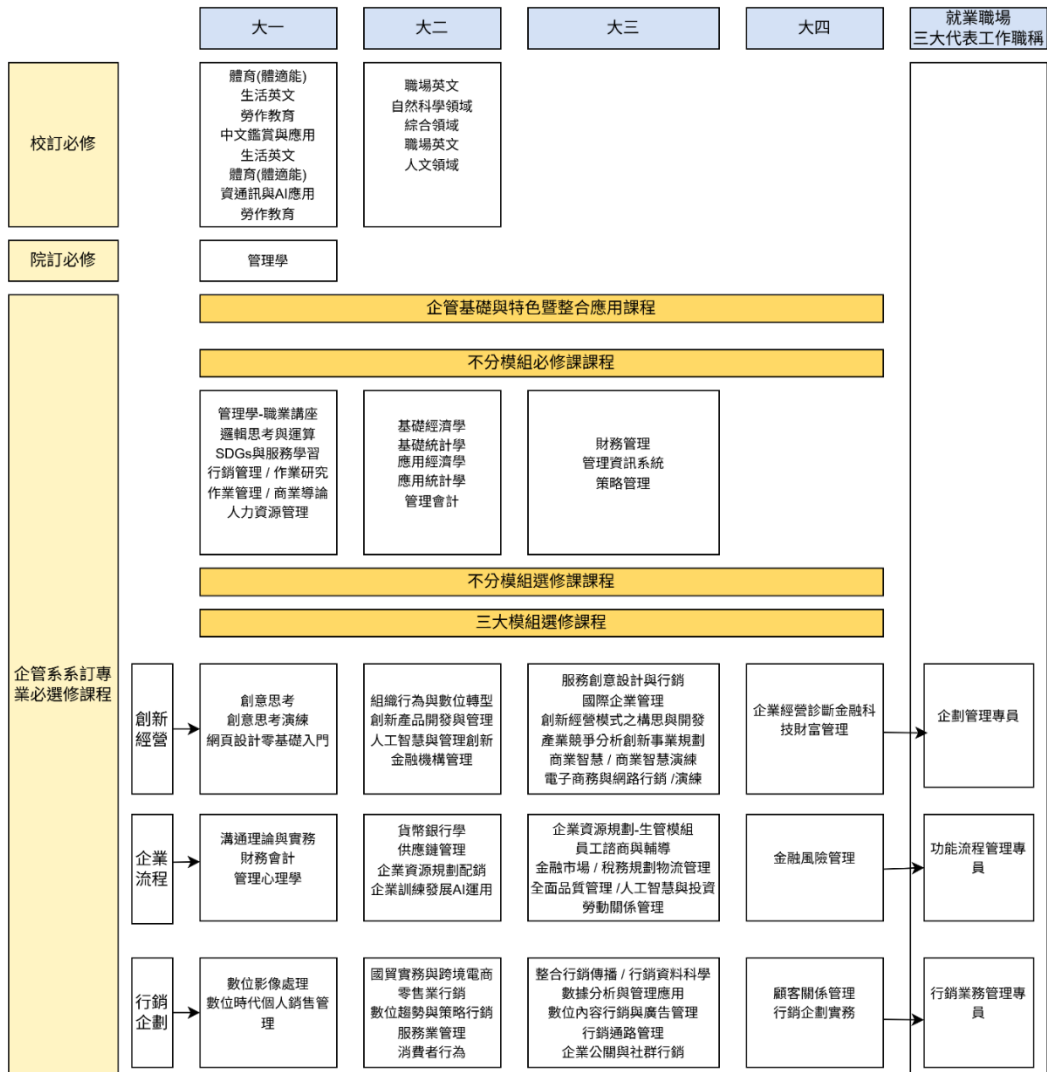 大一
大二
大三
大四
就業職場
三大代表工作職稱
校訂必修
體育(體適能)
生活英文
勞作教育
中文鑑賞與應用
生活英文
體育(體適能)
資通訊與AI應用
勞作教育
職場英文
自然科學領域
綜合領域
職場英文
人文領域
院訂必修
管理學
企管系系訂專
業必選修課程
企管基礎與特色暨整合應用課程
不分模組必修課課程
管理學-職業講座
邏輯思考與運算
SDGs與服務學習
行銷管理 / 作業研究
作業管理 / 商業導論
人力資源管理
基礎經濟學
基礎統計學
應用經濟學
應用統計學
管理會計
財務管理
管理資訊系統
策略管理
不分模組選修課課程
三大模組選修課程
創新
經營
創意思考
創意思考演練
網頁設計零基礎入門
組織行為與數位轉型
創新產品開發與管理
人工智慧與管理創新
金融機構管理
服務創意設計與行銷
國際企業管理
創新經營模式之構思與開發
產業競爭分析創新事業規劃
商業智慧 / 商業智慧演練
電子商務與網路行銷 /演練
企業經營診斷金融科
技財富管理
企劃管理專員
企業
流程
溝通理論與實務
財務會計
管理心理學
貨幣銀行學
供應鏈管理
企業資源規劃配銷
企業訓練發展AI運用
企業資源規劃-生管模組
員工諮商與輔導
金融市場 / 稅務規劃物流管理
全面品質管理 /人工智慧與投資
勞動關係管理
金融風險管理
功能流程管理專
員
行銷
企劃
數位影像處理
數位時代個人銷售管
理
國貿實務與跨境電商
零售業行銷
數位趨勢與策略行銷
服務業管理
消費者行為
整合行銷傳播 / 行銷資料科學
數據分析與管理應用
數位內容行銷與廣告管理
行銷通路管理
企業公關與社群行銷
顧客關係管理
行銷企劃實務
行銷業務管理專
員